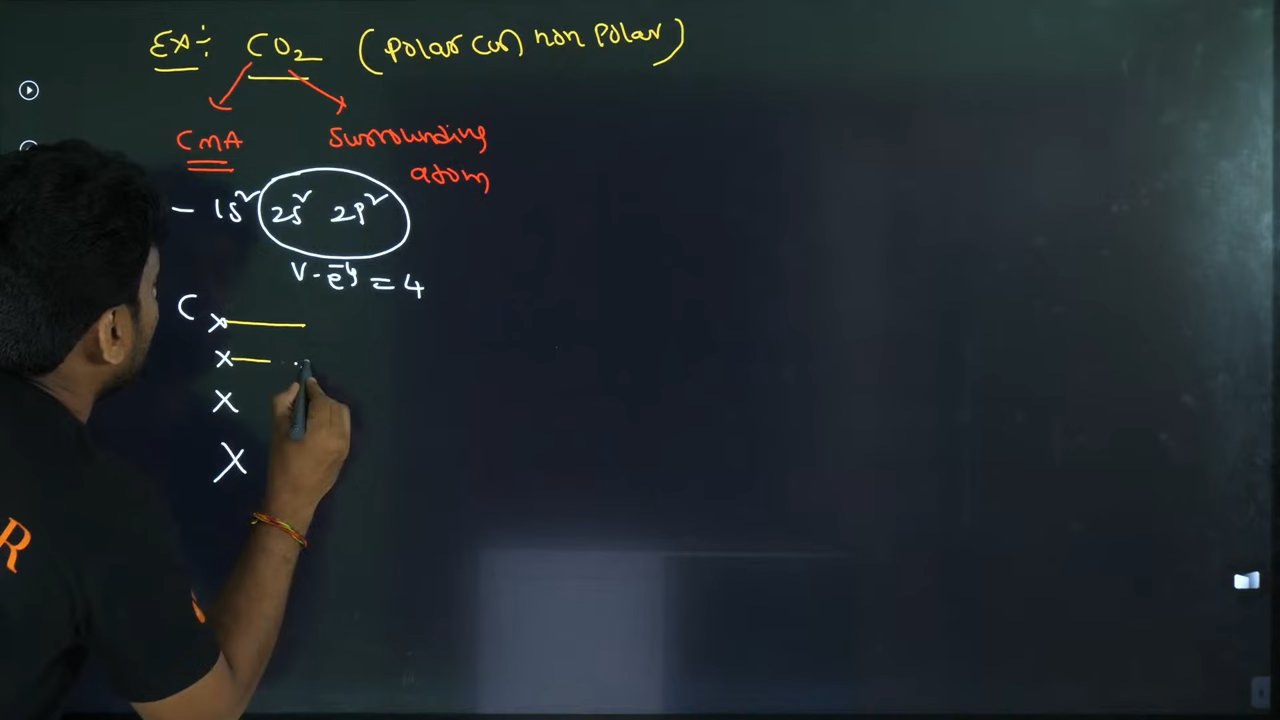 Ex:- CO₂ (polar (or) non polar)
CMA Surrounding
atom
- 1s² 2s² 2p²
V-e⁻s = 4
C x
x
x
x
R